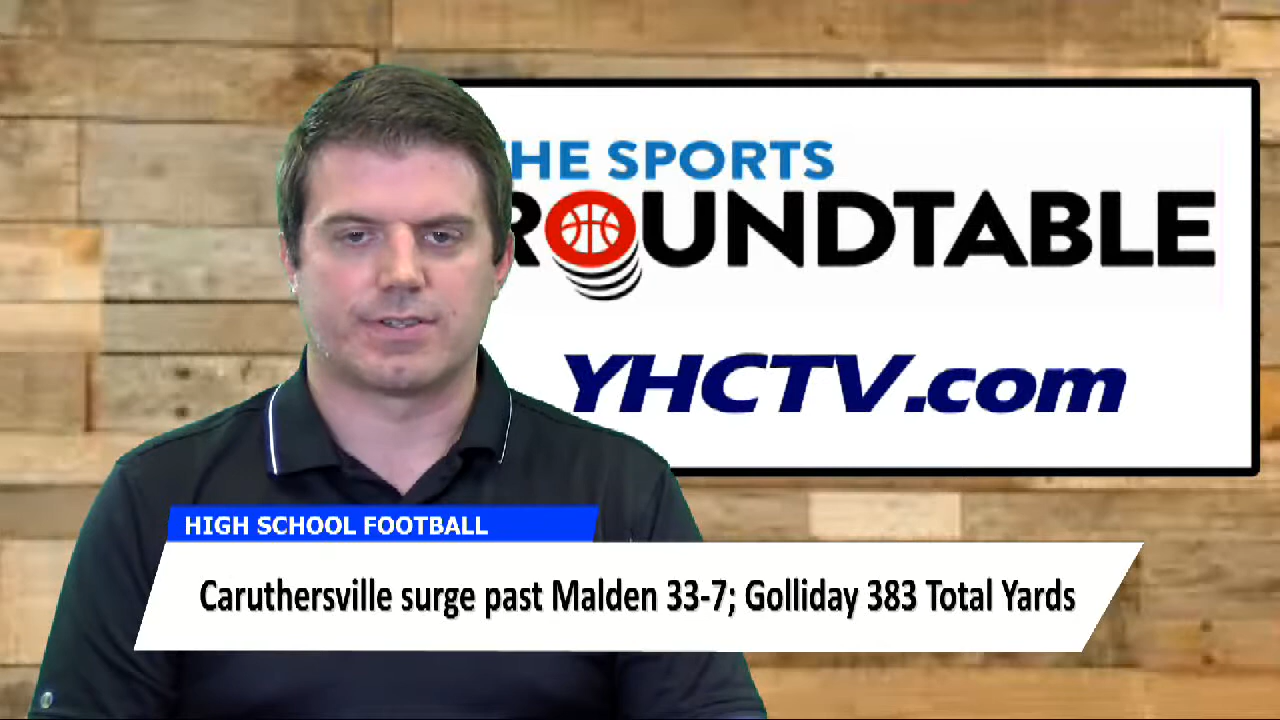 HE SPORTS
ROUNDTABLE
YHCTV.com
HIGH SCHOOL FOOTBALL
Caruthersville surge past Malden 33-7; Golliday 383 Total Yards